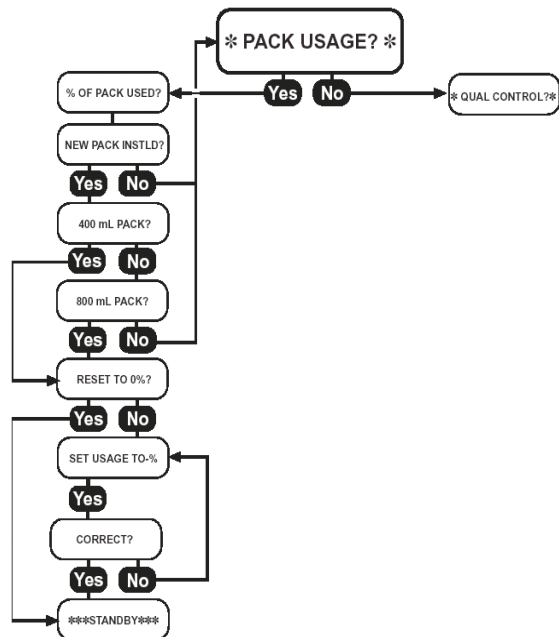 * PACK USAGE? *
Yes No
% OF PACK USED?
* QUAL CONTROL?*
NEW PACK INSTLD?
Yes No
400 mL PACK?
Yes No
800 mL PACK?
Yes No
RESET TO 0%?
Yes No
SET USAGE TO-%
Yes
CORRECT?
Yes No
***STANDBY***